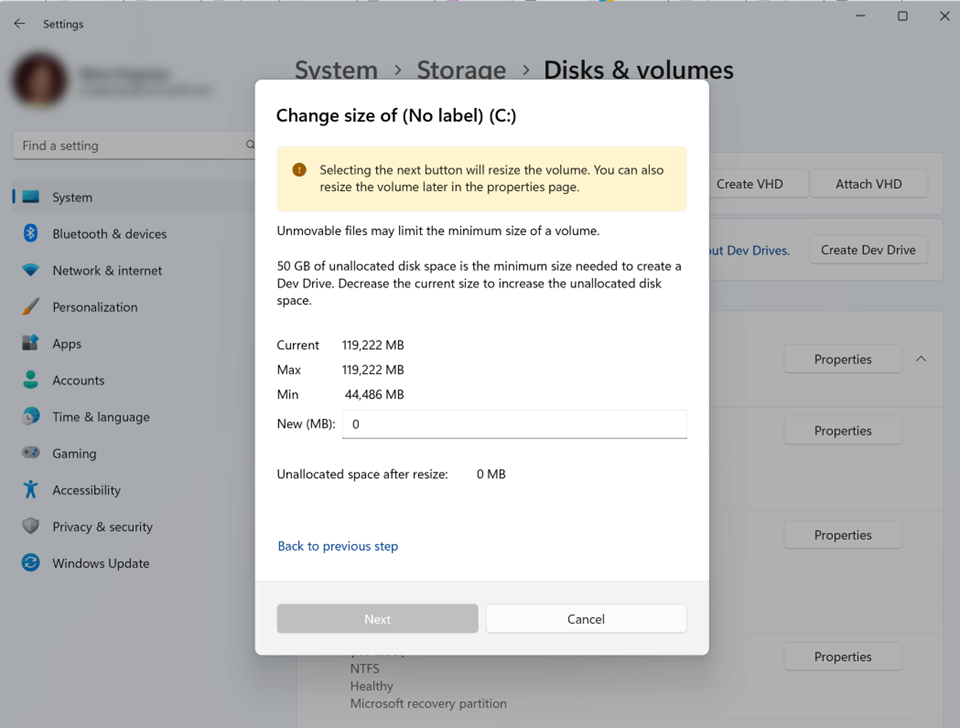 Settings
System > Storage > Disks & volumes
Find a setting
System
Bluetooth & devices
Network & internet
Personalization
Apps
Accounts
Time & language
Gaming
Accessibility
Privacy & security
Windows Update
Change size of (No label) (C:)
Selecting the next button will resize the volume. You can also
resize the volume later in the properties page.
Unmovable files may limit the minimum size of a volume.
50 GB of unallocated disk space is the minimum size needed to create a
Dev Drive. Decrease the current size to increase the unallocated disk
space.
Current 119,222 MB
Max 119,222 MB
Min 44,486 MB
New (MB): 0
Unallocated space after resize: 0 MB
Back to previous step
Next Cancel
Create VHD Attach VHD
Dev Drives. Create Dev Drive
Properties
Properties
Properties
Properties
NTFS
Healthy
Microsoft recovery partition